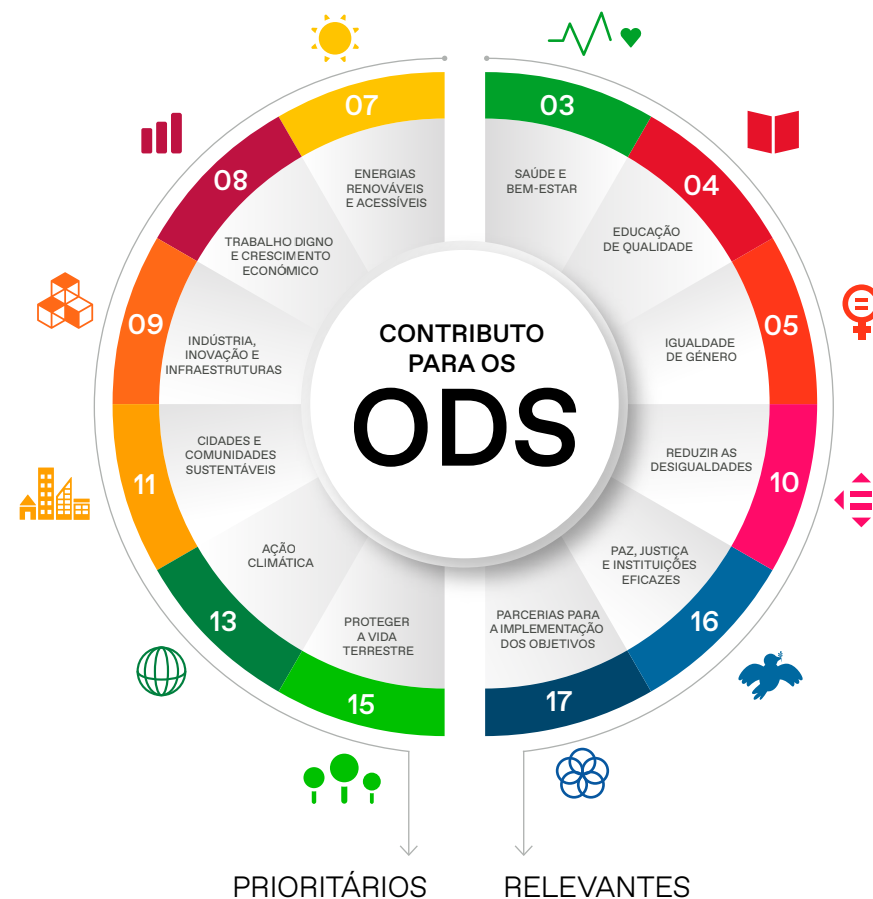 CONTRIBUTO
PARA OS
ODS
07
ENERGIAS
RENOVÁVEIS
E ACESSÍVEIS
08
TRABALHO DIGNO
E CRESCIMENTO
ECONÓMICO
09
INDÚSTRIA,
INOVAÇÃO E
INFRAESTRUTURAS
11
CIDADES E
COMUNIDADES
SUSTENTÁVEIS
13
AÇÃO
CLIMÁTICA
15
PROTEGER
A VIDA
TERRESTRE
PRIORITÁRIOS
03
SAÚDE E
BEM-ESTAR
04
EDUCAÇÃO
DE QUALIDADE
05
IGUALDADE
DE GÉNERO
10
REDUZIR AS
DESIGUALDADES
16
PAZ, JUSTIÇA
E INSTITUIÇÕES
EFICAZES
17
PARCERIAS PARA
A IMPLEMENTAÇÃO
DOS OBJETIVOS
RELEVANTES